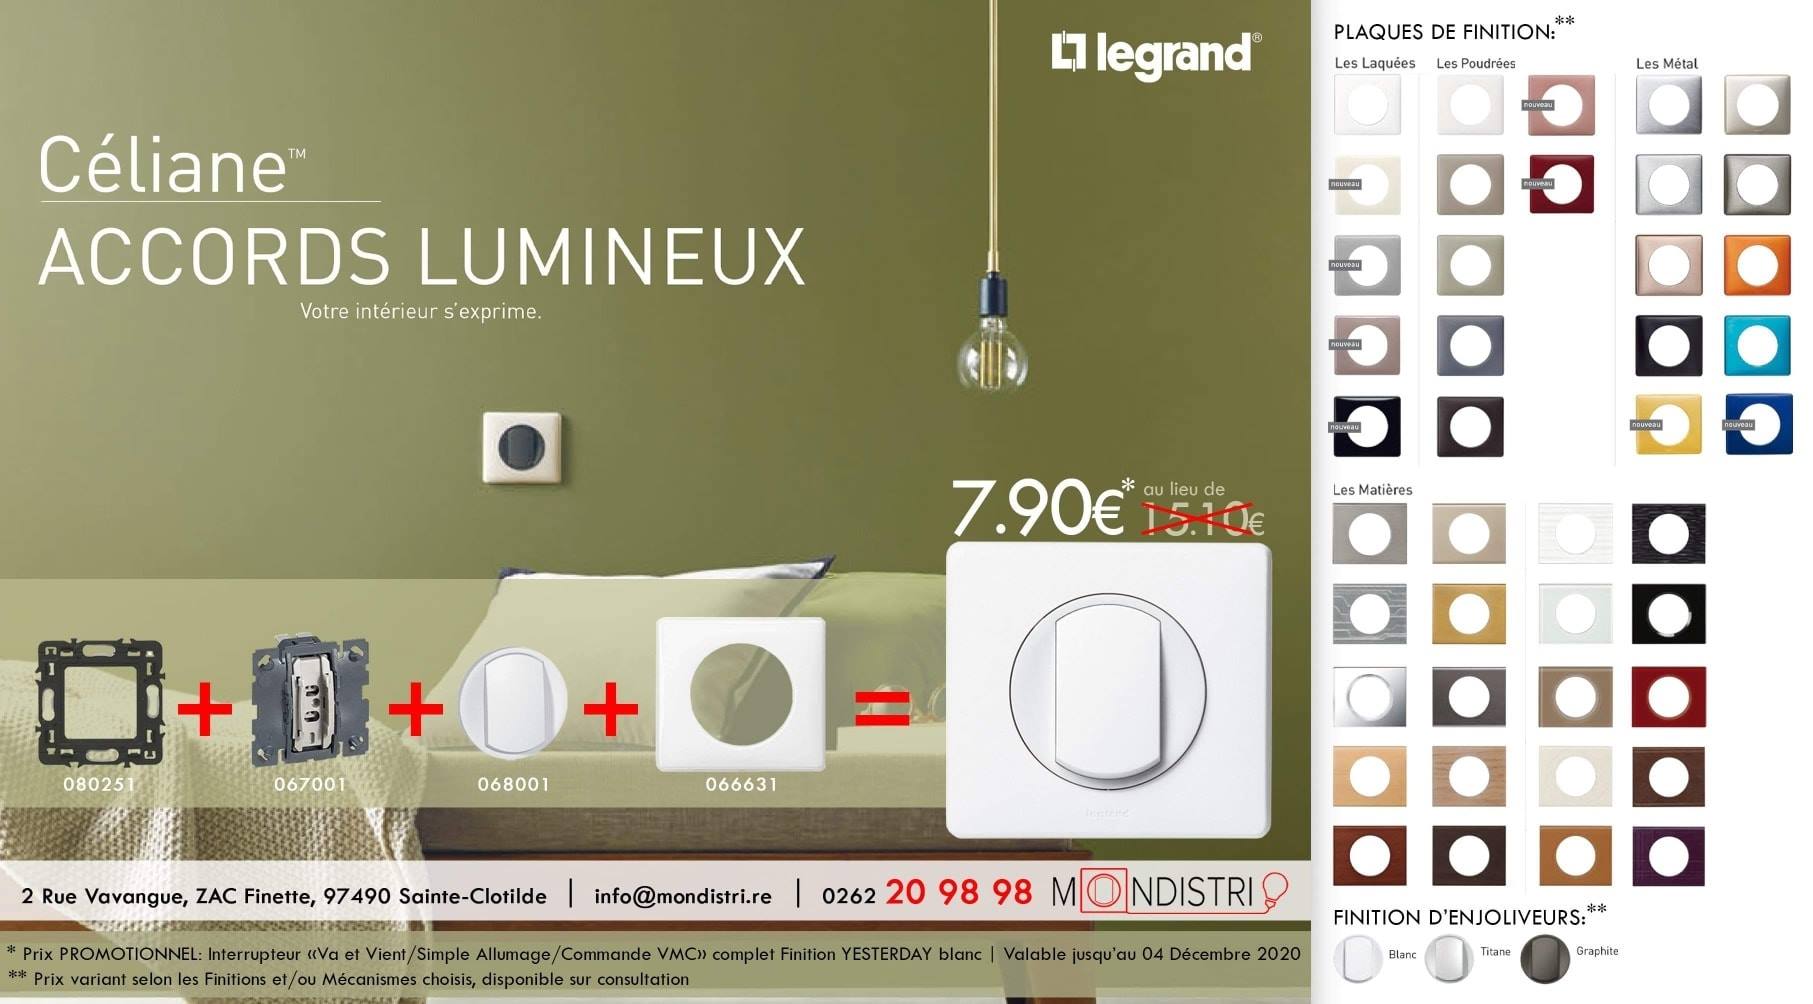 legrand®
Céliane™
ACCORDS LUMINEUX
Votre intérieur s'exprime.
7.90€*
au lieu de
15.10€
080251
067001
068001
066631
legrand
2 Rue Vavangue, ZAC Finette, 97490 Sainte-Clotilde | info@mondistri.re | 0262 20 98 98 MONDISTRI
* Prix PROMOTIONNEL: Interrupteur «Va et Vient/Simple Allumage/Commande VMC» complet Finition YESTERDAY blanc | Valable jusqu'au 04 Décembre 2020
** Prix variant selon les Finitions et/ou Mécanismes choisis, disponible sur consultation
PLAQUES DE FINITION:**
Les Laquées Les Poudrées Les Métal
nouveau
nouveau nouveau
nouveau
nouveau
nouveau nouveau nouveau
Les Matières
FINITION D'ENJOLIVEURS:**
Blanc Titane Graphite